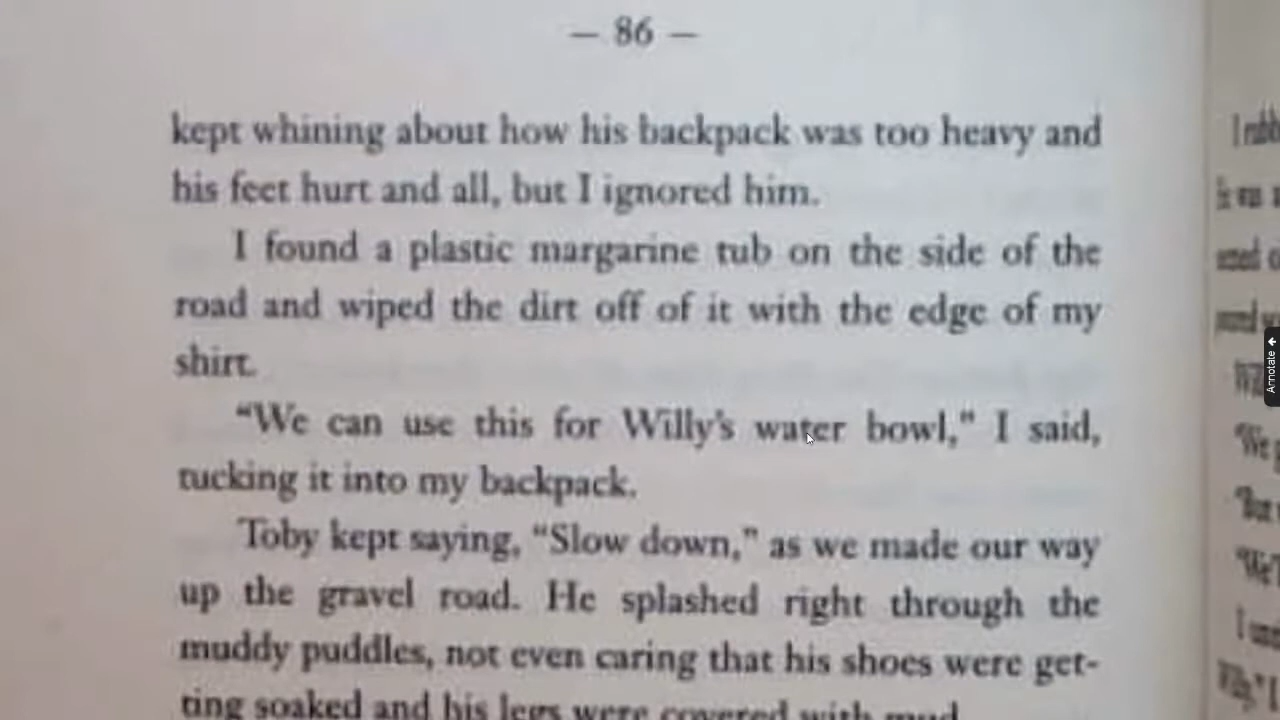 — 86 —
kept whining about how his backpack was too heavy and
his feet hurt and all, but I ignored him.
I found a plastic margarine tub on the side of the
road and wiped the dirt off of it with the edge of my
shirt.
“We can use this for Willy’s water bowl,” I said,
tucking it into my backpack.
Toby kept saying, “Slow down,” as we made our way
up the gravel road. He splashed right through the
muddy puddles, not even caring that his shoes were get-
ting soaked and his legs were covered with mud.
Annotate